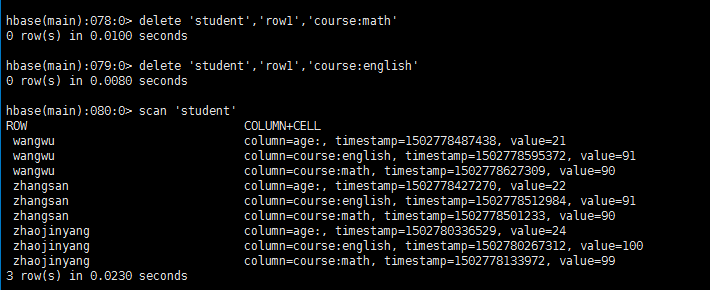 hbase(main):078:0> delete 'student','row1','course:math'
0 row(s) in 0.0100 seconds
hbase(main):079:0> delete 'student','row1','course:english'
0 row(s) in 0.0080 seconds
hbase(main):080:0> scan 'student'
ROW COLUMN+CELL
wangwu column=age:, timestamp=1502778487438, value=21
wangwu column=course:english, timestamp=1502778595372, value=91
wangwu column=course:math, timestamp=1502778627309, value=90
zhangsan column=age:, timestamp=1502778427270, value=22
zhangsan column=course:english, timestamp=1502778512984, value=91
zhangsan column=course:math, timestamp=1502778501233, value=90
zhaojinyang column=age:, timestamp=1502780336529, value=24
zhaojinyang column=course:english, timestamp=1502780267312, value=100
zhaojinyang column=course:math, timestamp=1502778133972, value=99
3 row(s) in 0.0230 seconds